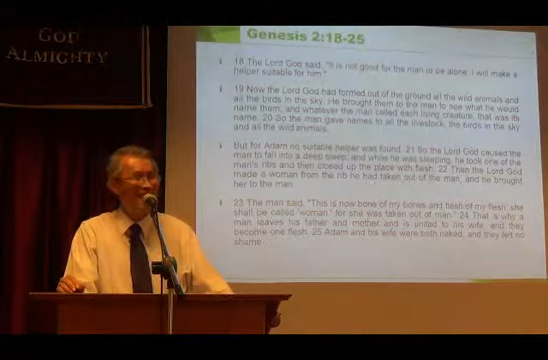 GOD
ALMIGHTY
Genesis 2:18-25
18 The Lord God said, "It is not good for the man to be alone. I will make a
helper suitable for him."
19 Now the Lord God had formed out of the ground all the wild animals and
all the birds in the sky. He brought them to the man to see what he would
name them; and whatever the man called each living creature, that was its
name. 20 So the man gave names to all the livestock, the birds in the sky
and all the wild animals.
But for Adam no suitable helper was found. 21 So the Lord God caused the
man to fall into a deep sleep; and while he was sleeping, he took one of the
man's ribs and then closed up the place with flesh. 22 Then the Lord God
made a woman from the rib he had taken out of the man, and he brought
her to the man.
23 The man said, "This is now bone of my bones and flesh of my flesh; she
shall be called 'woman,' for she was taken out of man." 24 That is why a
man leaves his father and mother and is united to his wife, and they
become one flesh. 25 Adam and his wife were both naked, and they felt no
shame.